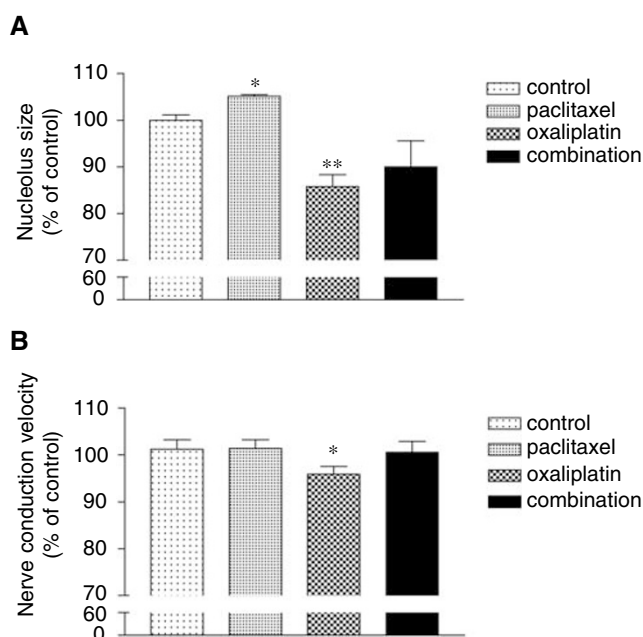 A
Nucleolus size
(% of control)
110
100
90
80
70
60
0
*
**
control
paclitaxel
oxaliplatin
combination
B
Nerve conduction velocity
(% of control)
110
100
90
80
70
60
0
*
control
paclitaxel
oxaliplatin
combination